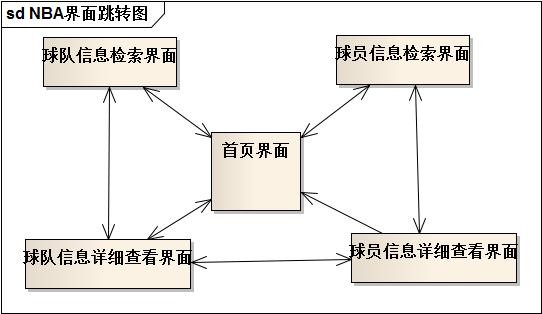 sd NBA界面跳转图
球队信息检索界面
球员信息检索界面
首页界面
球队信息详细查看界面
球员信息详细查看界面